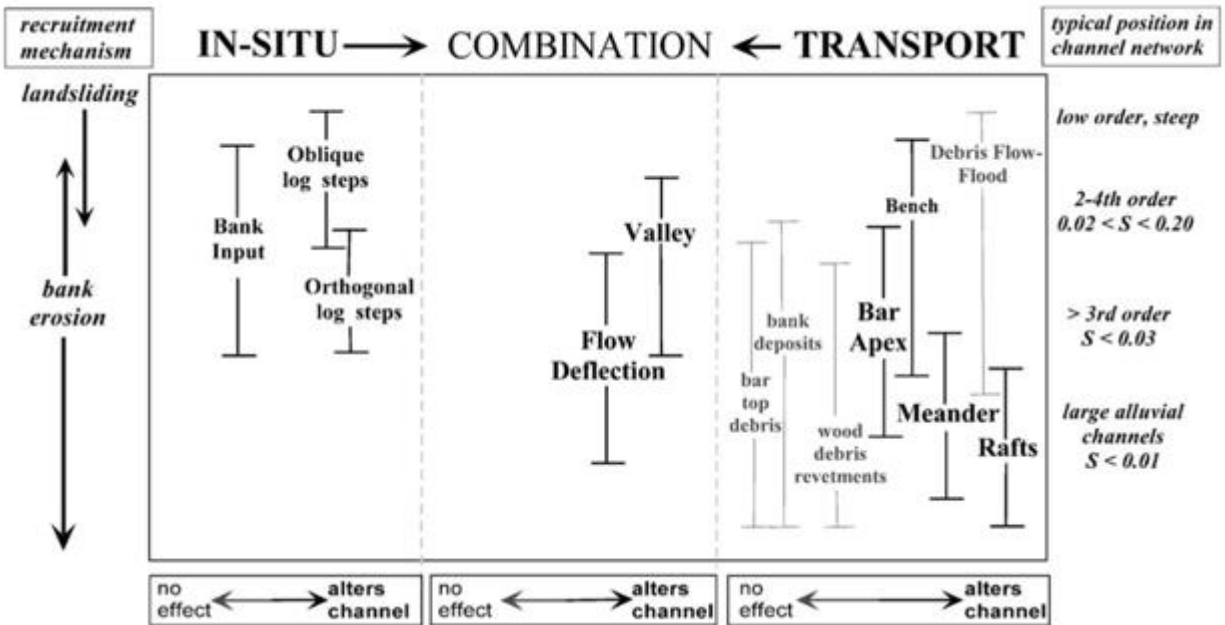 recruitment
mechanism
IN-SITU
COMBINATION
TRANSPORT
typical position in
channel network
landsliding
bank
erosion
Oblique
log steps
Bank
Input
Orthogonal
log steps
Valley
Flow
Deflection
Debris Flow-
Flood
Bench
bank
deposits
Bar
Apex
bar
top
debris
wood
debris
revetments
Meander
Rafts
low order, steep
2-4th order
0.02 < S < 0.20
> 3rd order
S < 0.03
large alluvial
channels
S < 0.01
no
effect
alters
channel
no
effect
alters
channel
no
effect
alters
channel